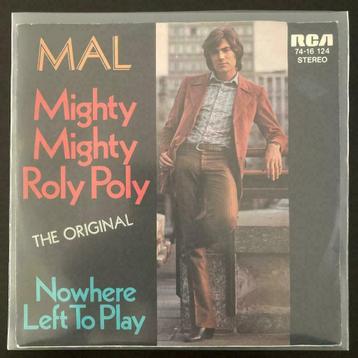 MAL
RCA
74-16 124
STEREO
Mighty
Mighty
Roly Poly
THE ORIGINAL
Nowhere
Left To Play